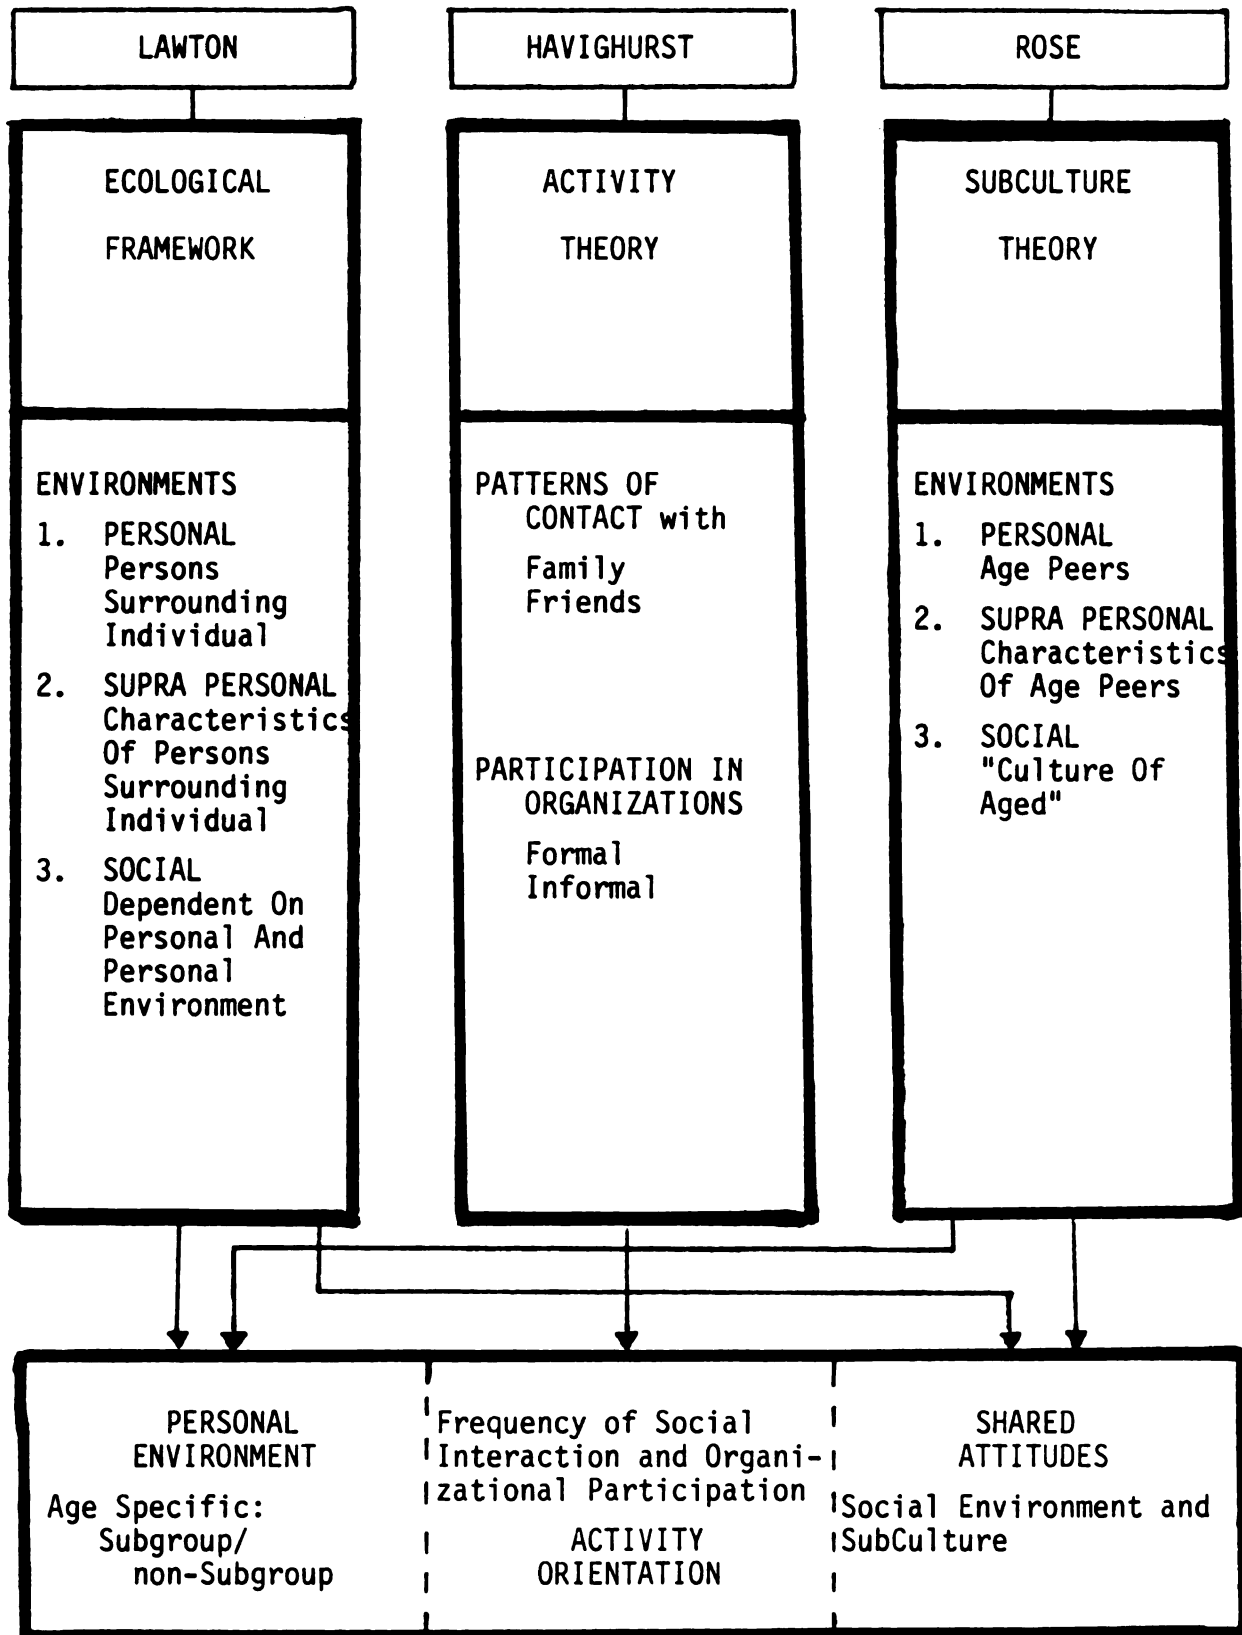 LAWTON
ECOLOGICAL
FRAMEWORK
ENVIRONMENTS
1. PERSONAL
Persons
Surrounding
Individual
2. SUPRA PERSONAL
Characteristics
Of Persons
Surrounding
Individual
3. SOCIAL
Dependent On
Personal And
Personal
Environment
HAVIGHURST
ACTIVITY
THEORY
PATTERNS OF
CONTACT with
Family
Friends
PARTICIPATION IN
ORGANIZATIONS
Formal
Informal
ROSE
SUBCULTURE
THEORY
ENVIRONMENTS
1. PERSONAL
Age Peers
2. SUPRA PERSONAL
Characteristics
Of Age Peers
3. SOCIAL
"Culture Of
Aged"
PERSONAL
ENVIRONMENT
Age Specific:
Subgroup/
non-Subgroup
Frequency of Social
Interaction and Organi-
zational Participation
ACTIVITY
ORIENTATION
SHARED
ATTITUDES
Social Environment and
SubCulture